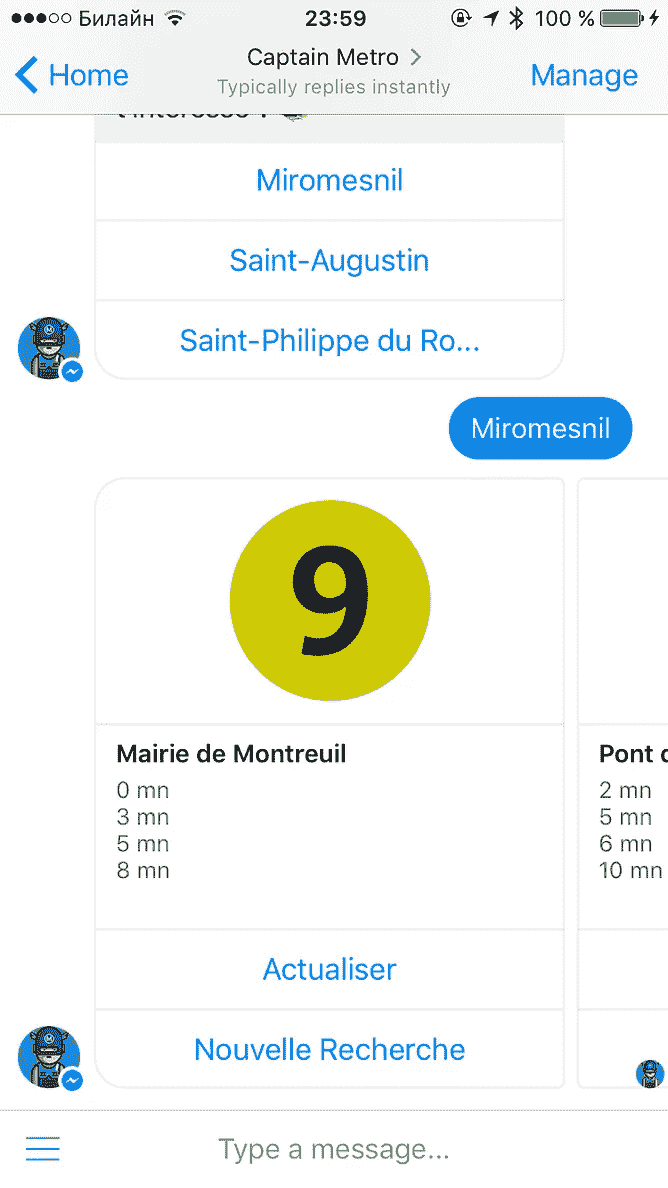 Билайн 23:59 100 %
Home Captain Metro Manage
Typically replies instantly
t'intéresse ?
Miromesnil
Saint-Augustin
Saint-Philippe du Ro...
Miromesnil
9
Mairie de Montreuil
0 mn
3 mn
5 mn
8 mn
Pont
2 mn
5 mn
6 mn
10 mn
Actualiser
Nouvelle Recherche
Type a message...